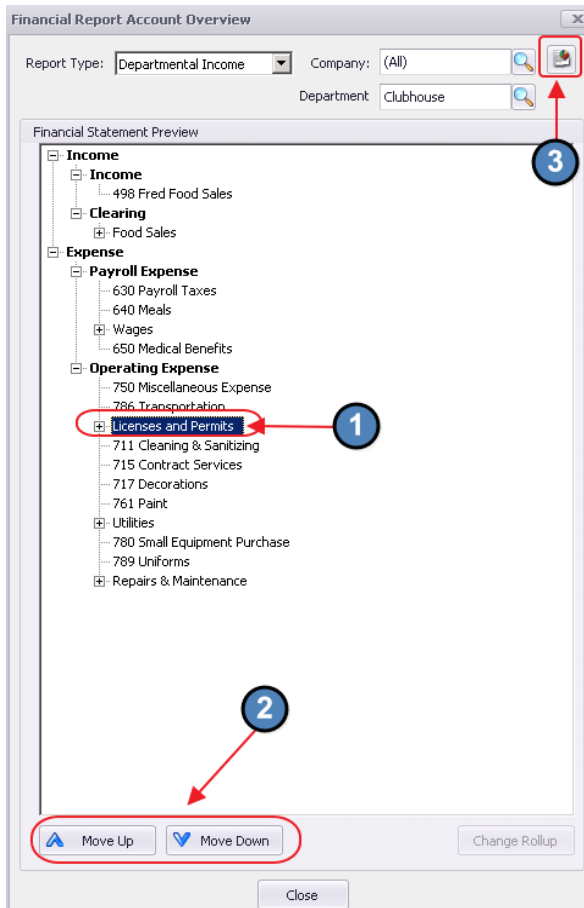 Financial Report Account Overview
Report Type: Departmental Income Company: (All)
Department Clubhouse
3
Financial Statement Preview
Income
Income
498 Fred Food Sales
Clearing
Food Sales
Expense
Payroll Expense
630 Payroll Taxes
640 Meals
Wages
650 Medical Benefits
Operating Expense
750 Miscellaneous Expense
786 Transportation
Licenses and Permits
1
711 Cleaning & Sanitizing
715 Contract Services
717 Decorations
761 Paint
Utilities
780 Small Equipment Purchase
789 Uniforms
Repairs & Maintenance
2
Move Up Move Down Change Rollup
Close